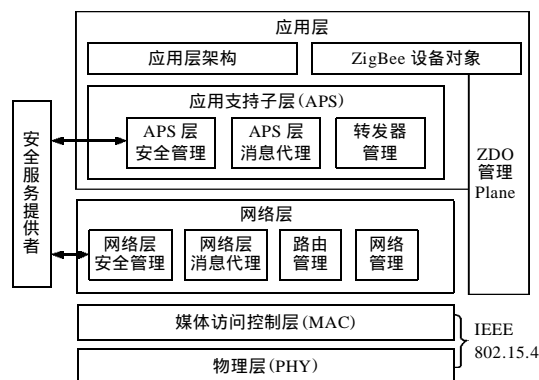 应用层
应用层架构
ZigBee 设备对象
应用支持子层(APS)
APS 层
安全管理
APS 层
消息代理
转发器
管理
安全服务提供者
ZDO
管理
Plane
网络层
网络层
安全管理
网络层
消息代理
路由
管理
网络
管理
媒体访问控制层(MAC)
物理层(PHY)
IEEE
802.15.4